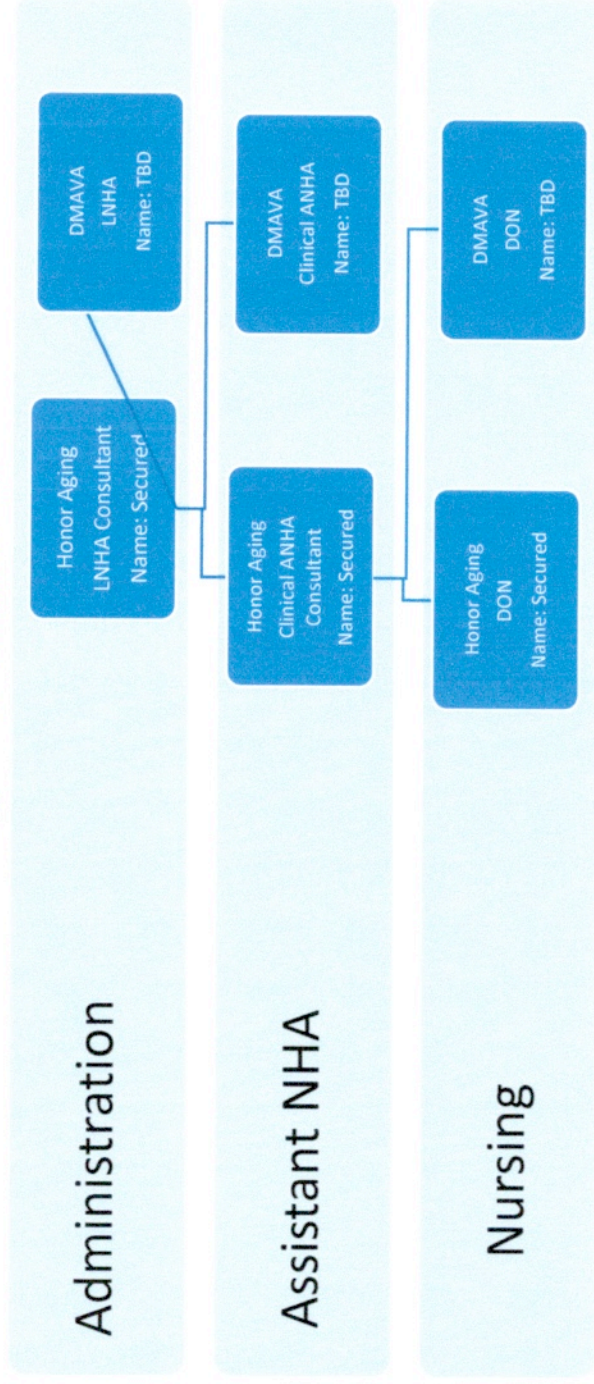 Administration
Honor Aging
LNHA Consultant
Name: Secured
DMAVA
LNHA
Name: TBD
Assistant NHA
Honor Aging
Clinical ANHA
Consultant
Name: Secured
DMAVA
Clinical ANHA
Name: TBD
Nursing
Honor Aging
DON
Name: Secured
DMAVA
DON
Name: TBD